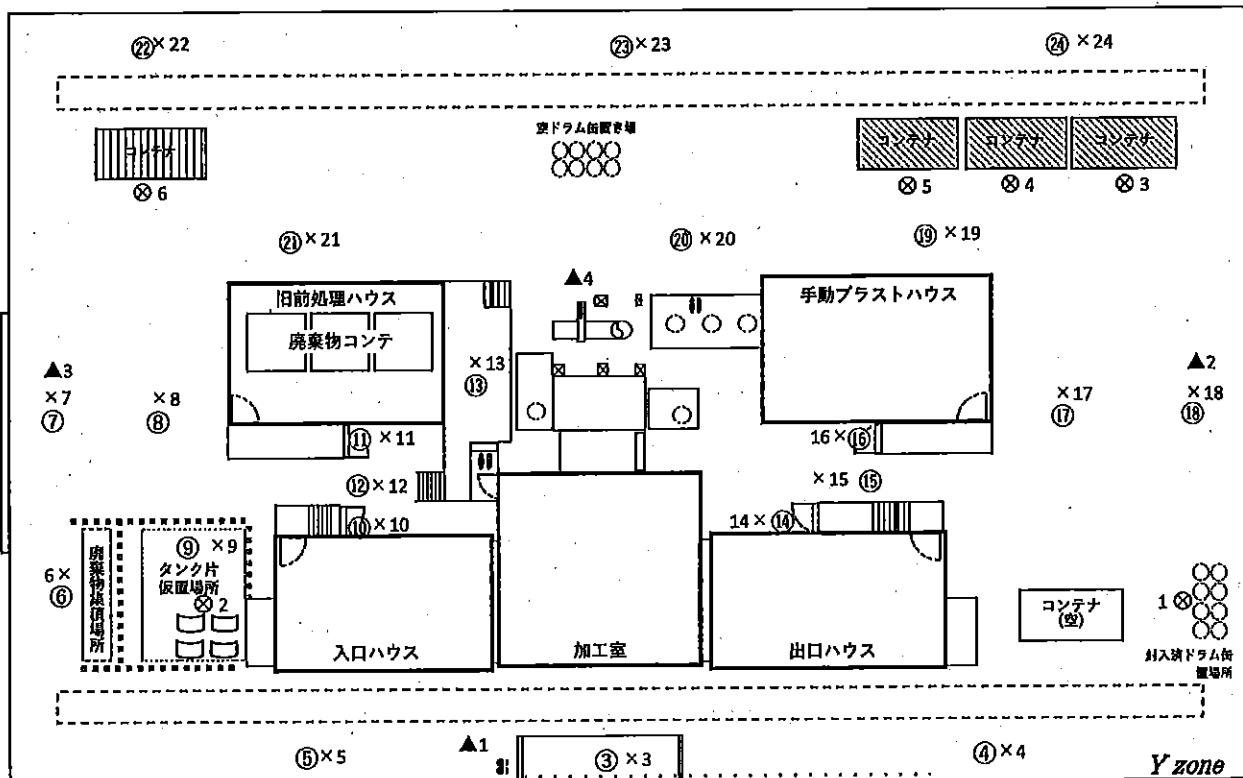 ㉒×22
㉓×23
㉔×24
空ドラム缶置き場
コンテナ
コンテナ
コンテナ
コンテナ
⊗6
⊗5
⊗4
⊗3
㉑×21
⑳×20
⑲×19
▲4
旧前処理ハウス
廃棄物コンテ
手動ブラストハウス
×13
⑬
▲3
×7
⑦
×8
⑧
▲2
×18
⑱
×17
⑰
⑪×11
16×⑯
⑫×12
×15 ⑮
⑩×10
14×⑭
⑨ ×9
タンク片
仮置場所
⊗2
6×
⑥
入口ハウス
加工室
出口ハウス
コンテナ
(空)
1⊗
封入済ドラム缶
置場所
⑤×5
▲1
③×3
④×4
Y zone